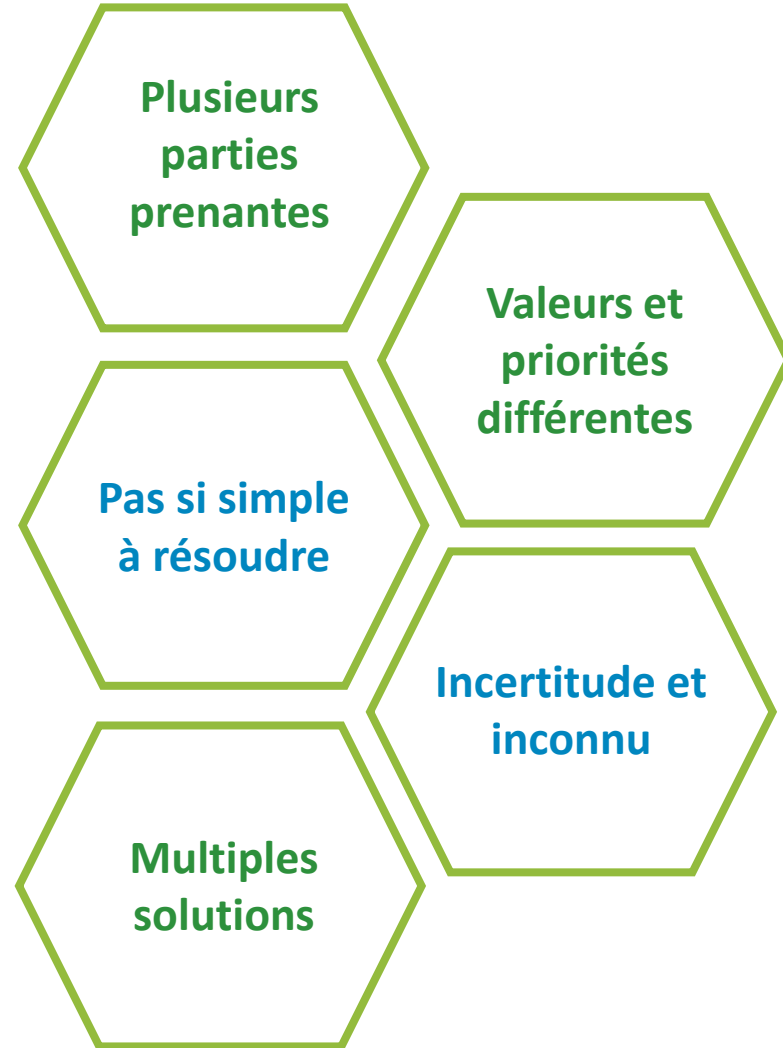 Plusieurs
parties
prenantes
Valeurs et
priorités
différentes
Pas si simple
à résoudre
Incertitude et
inconnu
Multiples
solutions